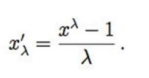 x′_λ = (x^λ − 1) / λ .